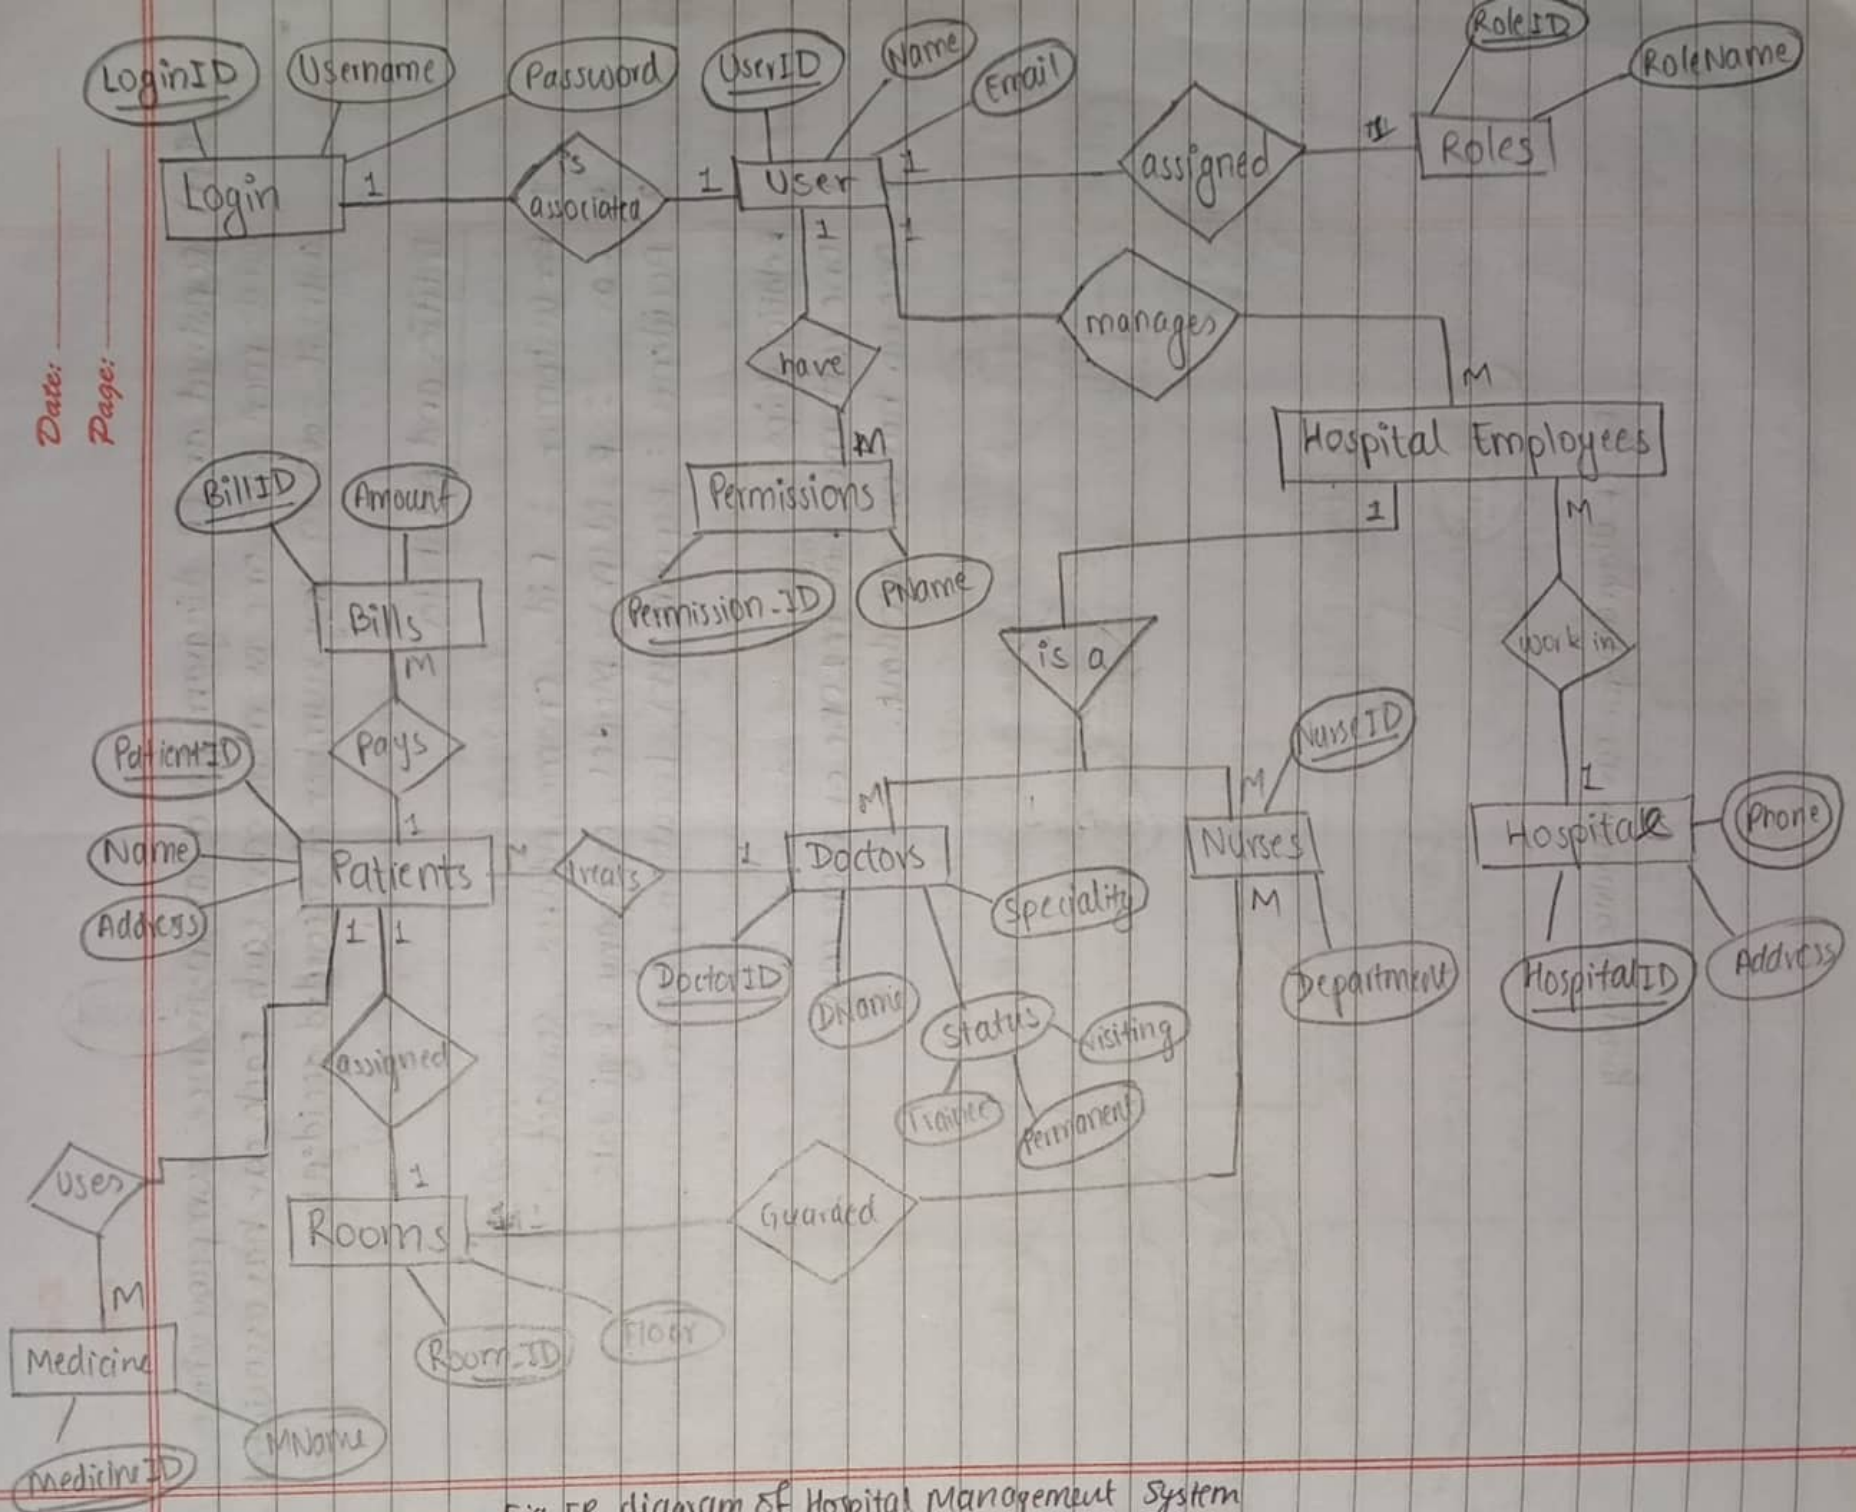 RoleID
LoginID
Username
Password
UserID
Name
Email
RoleName
Login
1
is
associated
1
User
1
assigned
1
Roles
1
1
have
manages
M
M
Date:
Page:
Hospital Employees
BillID
Amount
Permissions
1
M
Permission_ID
PName
Bills
M
is a
work in
Pays
PatientID
NurseID
1
M
M
1
Name
Patients
M
treats
1
Doctors
Nurses
Hospital
Phone
Address
1
1
Speciality
M
DoctorID
DName
Status
visiting
Department
HospitalID
Address
assigned
Trainee
Permanent
Uses
1
Guarded
Rooms
M
Room_ID
Floor
Medicine
MName
MedicineID
ER diagram of Hospital Management System